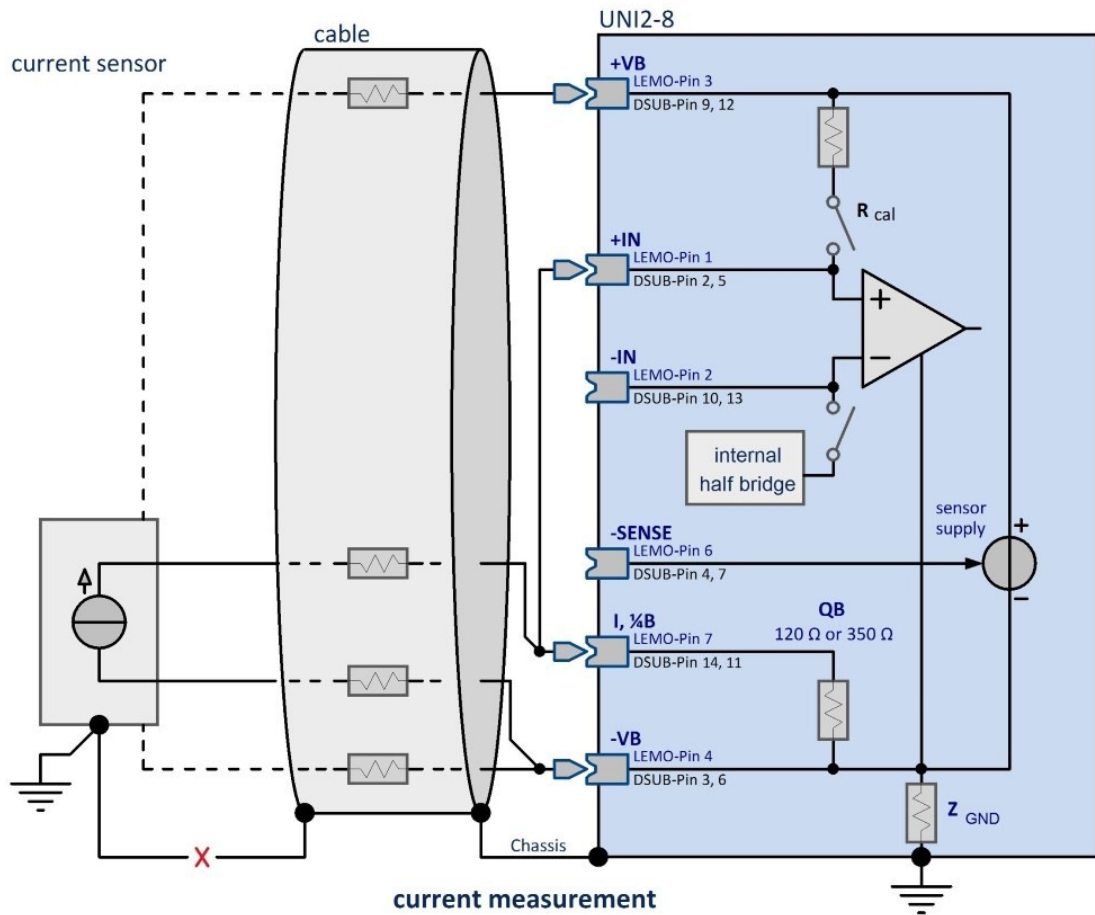 UNI2-8
cable
current sensor
+VB
LEMO-Pin 3
DSUB-Pin 9, 12
R cal
+IN
LEMO-Pin 1
DSUB-Pin 2, 5
+
-IN
LEMO-Pin 2
DSUB-Pin 10, 13
−
internal
half bridge
-SENSE
LEMO-Pin 6
DSUB-Pin 4, 7
sensor
supply
+
−
I, ¼B
LEMO-Pin 7
DSUB-Pin 14, 11
QB
120 Ω or 350 Ω
-VB
LEMO-Pin 4
DSUB-Pin 3, 6
Z GND
X
Chassis
current measurement